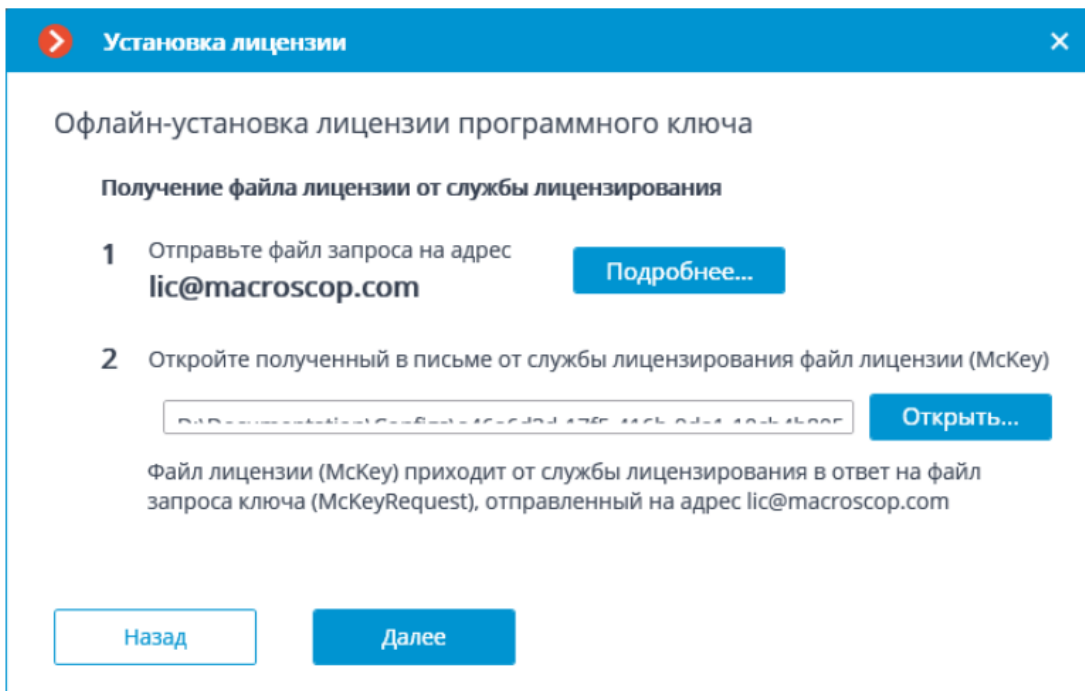 Установка лицензии
Офлайн-установка лицензии программного ключа
Получение файла лицензии от службы лицензирования
1 Отправьте файл запроса на адрес
lic@macroscop.com
Подробнее...
2 Откройте полученный в письме от службы лицензирования файл лицензии (McKey)
Открыть...
Файл лицензии (McKey) приходит от службы лицензирования в ответ на файл
запроса ключа (McKeyRequest), отправленный на адрес lic@macroscop.com
Назад
Далее